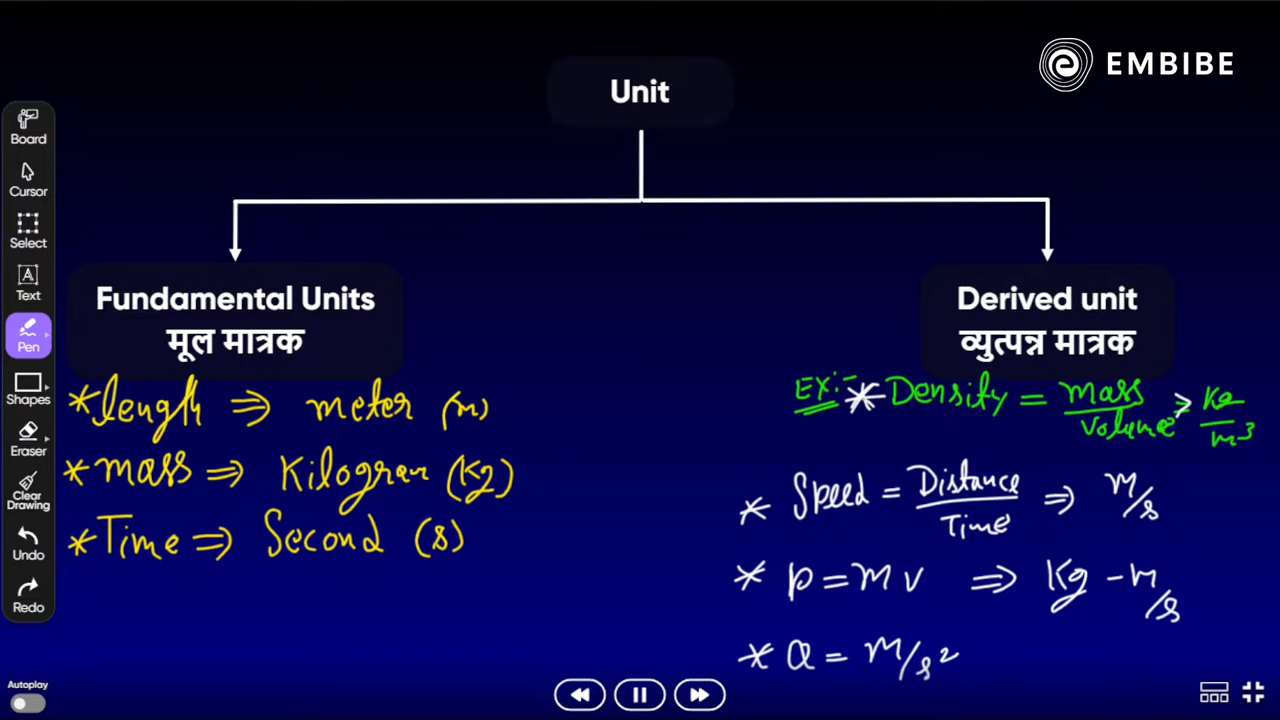 EMBIBE
Unit
Board
Cursor
Select
Text
Pen
Shapes
Eraser
Clear
Drawing
Undo
Redo
Autoplay
Fundamental Units
मूल मात्रक
*length ⇒ meter (m)
*mass ⇒ Kilogram (Kg)
*Time ⇒ Second (s)
Derived unit
व्युत्पन्न मात्रक
EX:- * Density = mass/Volume > Kg/m³
* Speed = Distance/Time ⇒ m/s
* p = mv ⇒ Kg-m/s
* a = m/s²